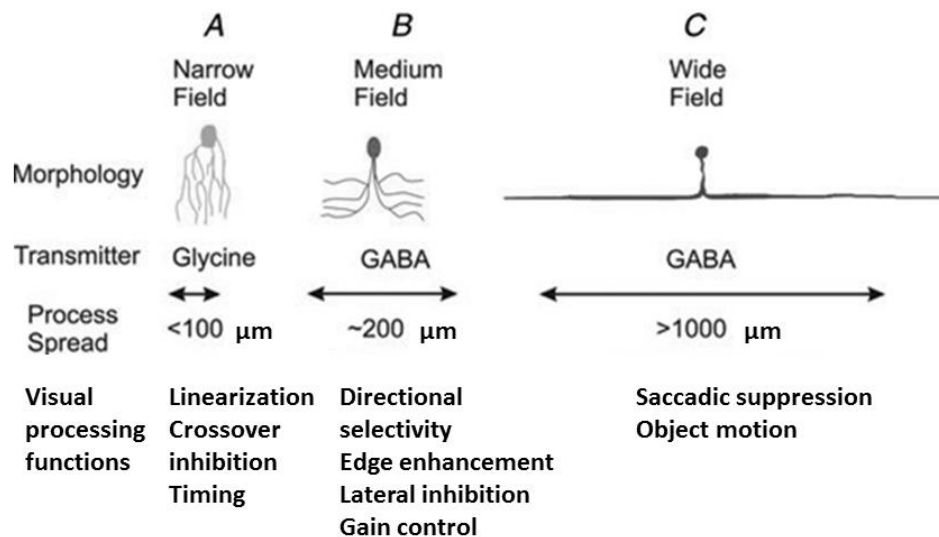 A B C
Narrow Field Medium Field Wide Field
Morphology
Transmitter Glycine GABA GABA
Process Spread <100 μm ~200 μm >1000 μm
Visual processing functions
Linearization
Crossover
inhibition
Timing
Directional
selectivity
Edge enhancement
Lateral inhibition
Gain control
Saccadic suppression
Object motion